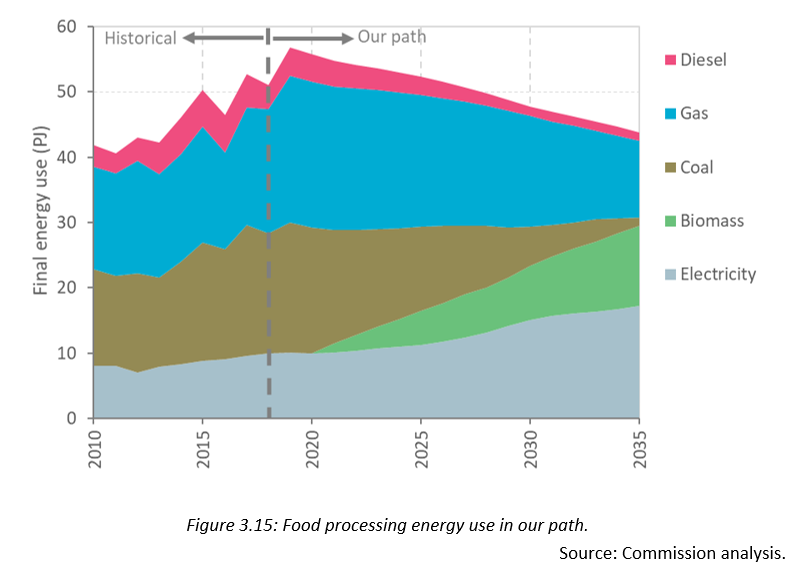 60
Historical
Our path
Diesel
50
Gas
40
Final energy use (PJ)
Coal
30
Biomass
20
Electricity
10
0
2010
2015
2020
2025
2030
2035
Figure 3.15: Food processing energy use in our path.
Source: Commission analysis.